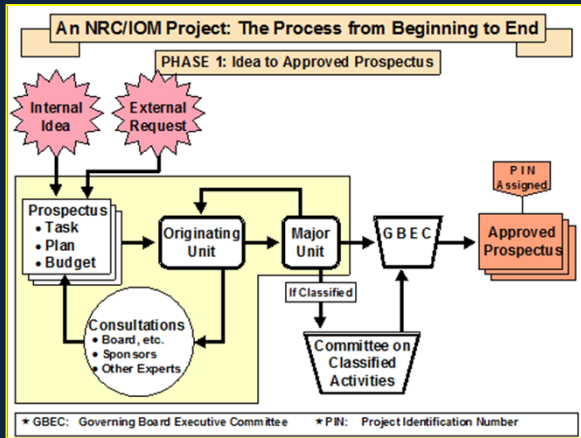 An NRC/IOM Project: The Process from Beginning to End
PHASE 1: Idea to Approved Prospectus
Internal
Idea
External
Request
PIN
Assigned
Prospectus
• Task
• Plan
• Budget
Originating
Unit
Major
Unit
GBEC
Approved
Prospectus
If Classified
Consultations
• Board, etc.
• Sponsors
• Other Experts
Committee on
Classified
Activities
★ GBEC: Governing Board Executive Committee ★ PIN: Project Identification Number